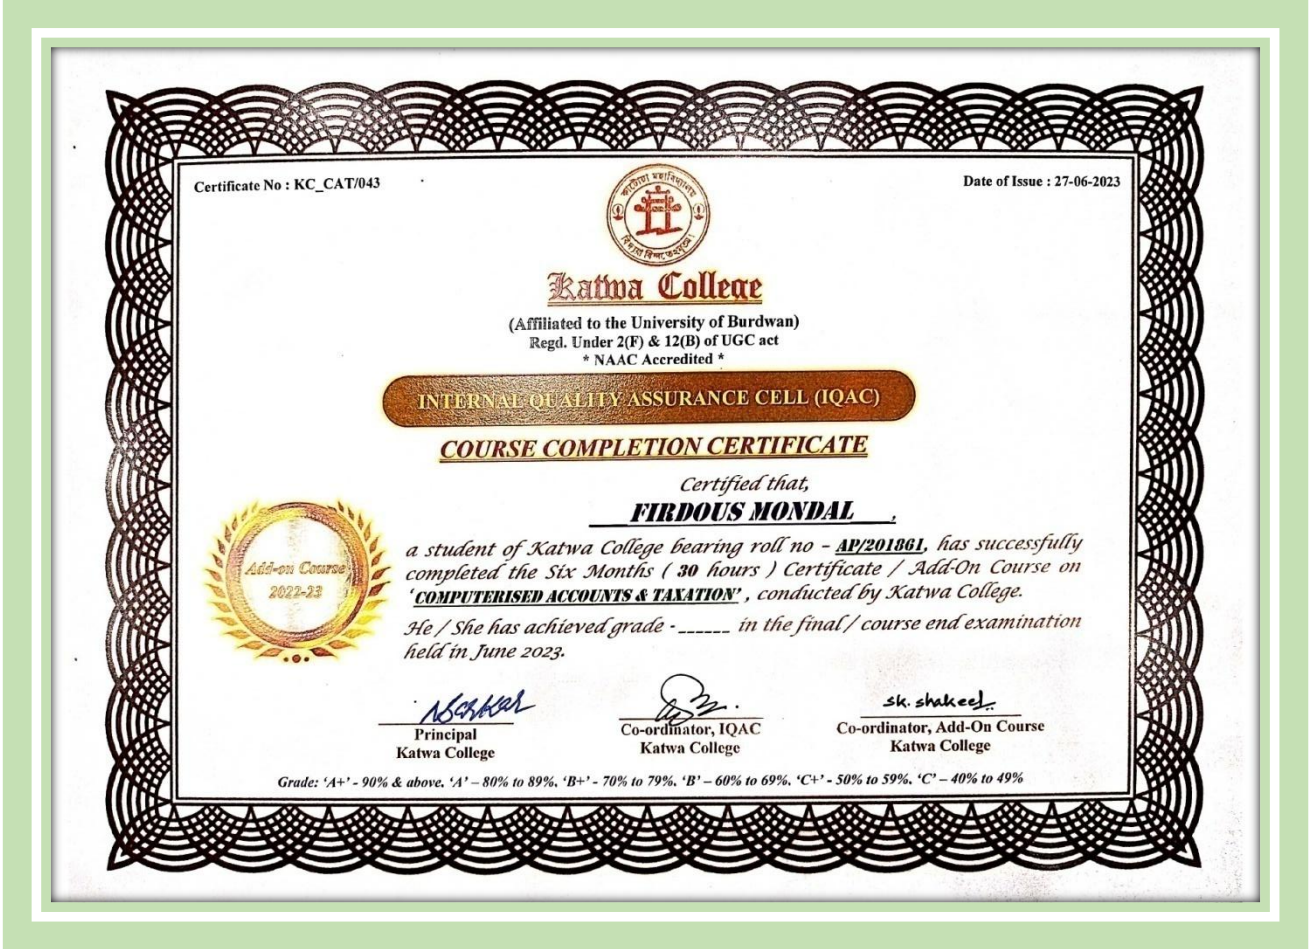 Certificate No : KC_CAT/043
Date of Issue : 27-06-2023
কাটোয়া মহাবিদ্যালয়
Katwa College
(Affiliated to the University of Burdwan)
Regd. Under 2(F) & 12(B) of UGC act
* NAAC Accredited *
INTERNAL QUALITY ASSURANCE CELL (IQAC)
COURSE COMPLETION CERTIFICATE
Certified that,
FIRDOUS MONDAL ,
Add-on Course
2022-23
a student of Katwa College bearing roll no - AP/201861, has successfully
completed the Six Months ( 30 hours ) Certificate / Add-On Course on
‘COMPUTERISED ACCOUNTS & TAXATION’ , conducted by Katwa College.
He / She has achieved grade - ______ in the final / course end examination
held in June 2023.
NSarkar
sk. shakeel
Principal
Katwa College
Co-ordinator, IQAC
Katwa College
Co-ordinator, Add-On Course
Katwa College
Grade: ‘A+’ - 90% & above. ‘A’ – 80% to 89%. ‘B+’ - 70% to 79%. ‘B’ – 60% to 69%. ‘C+’ - 50% to 59%. ‘C’ – 40% to 49%